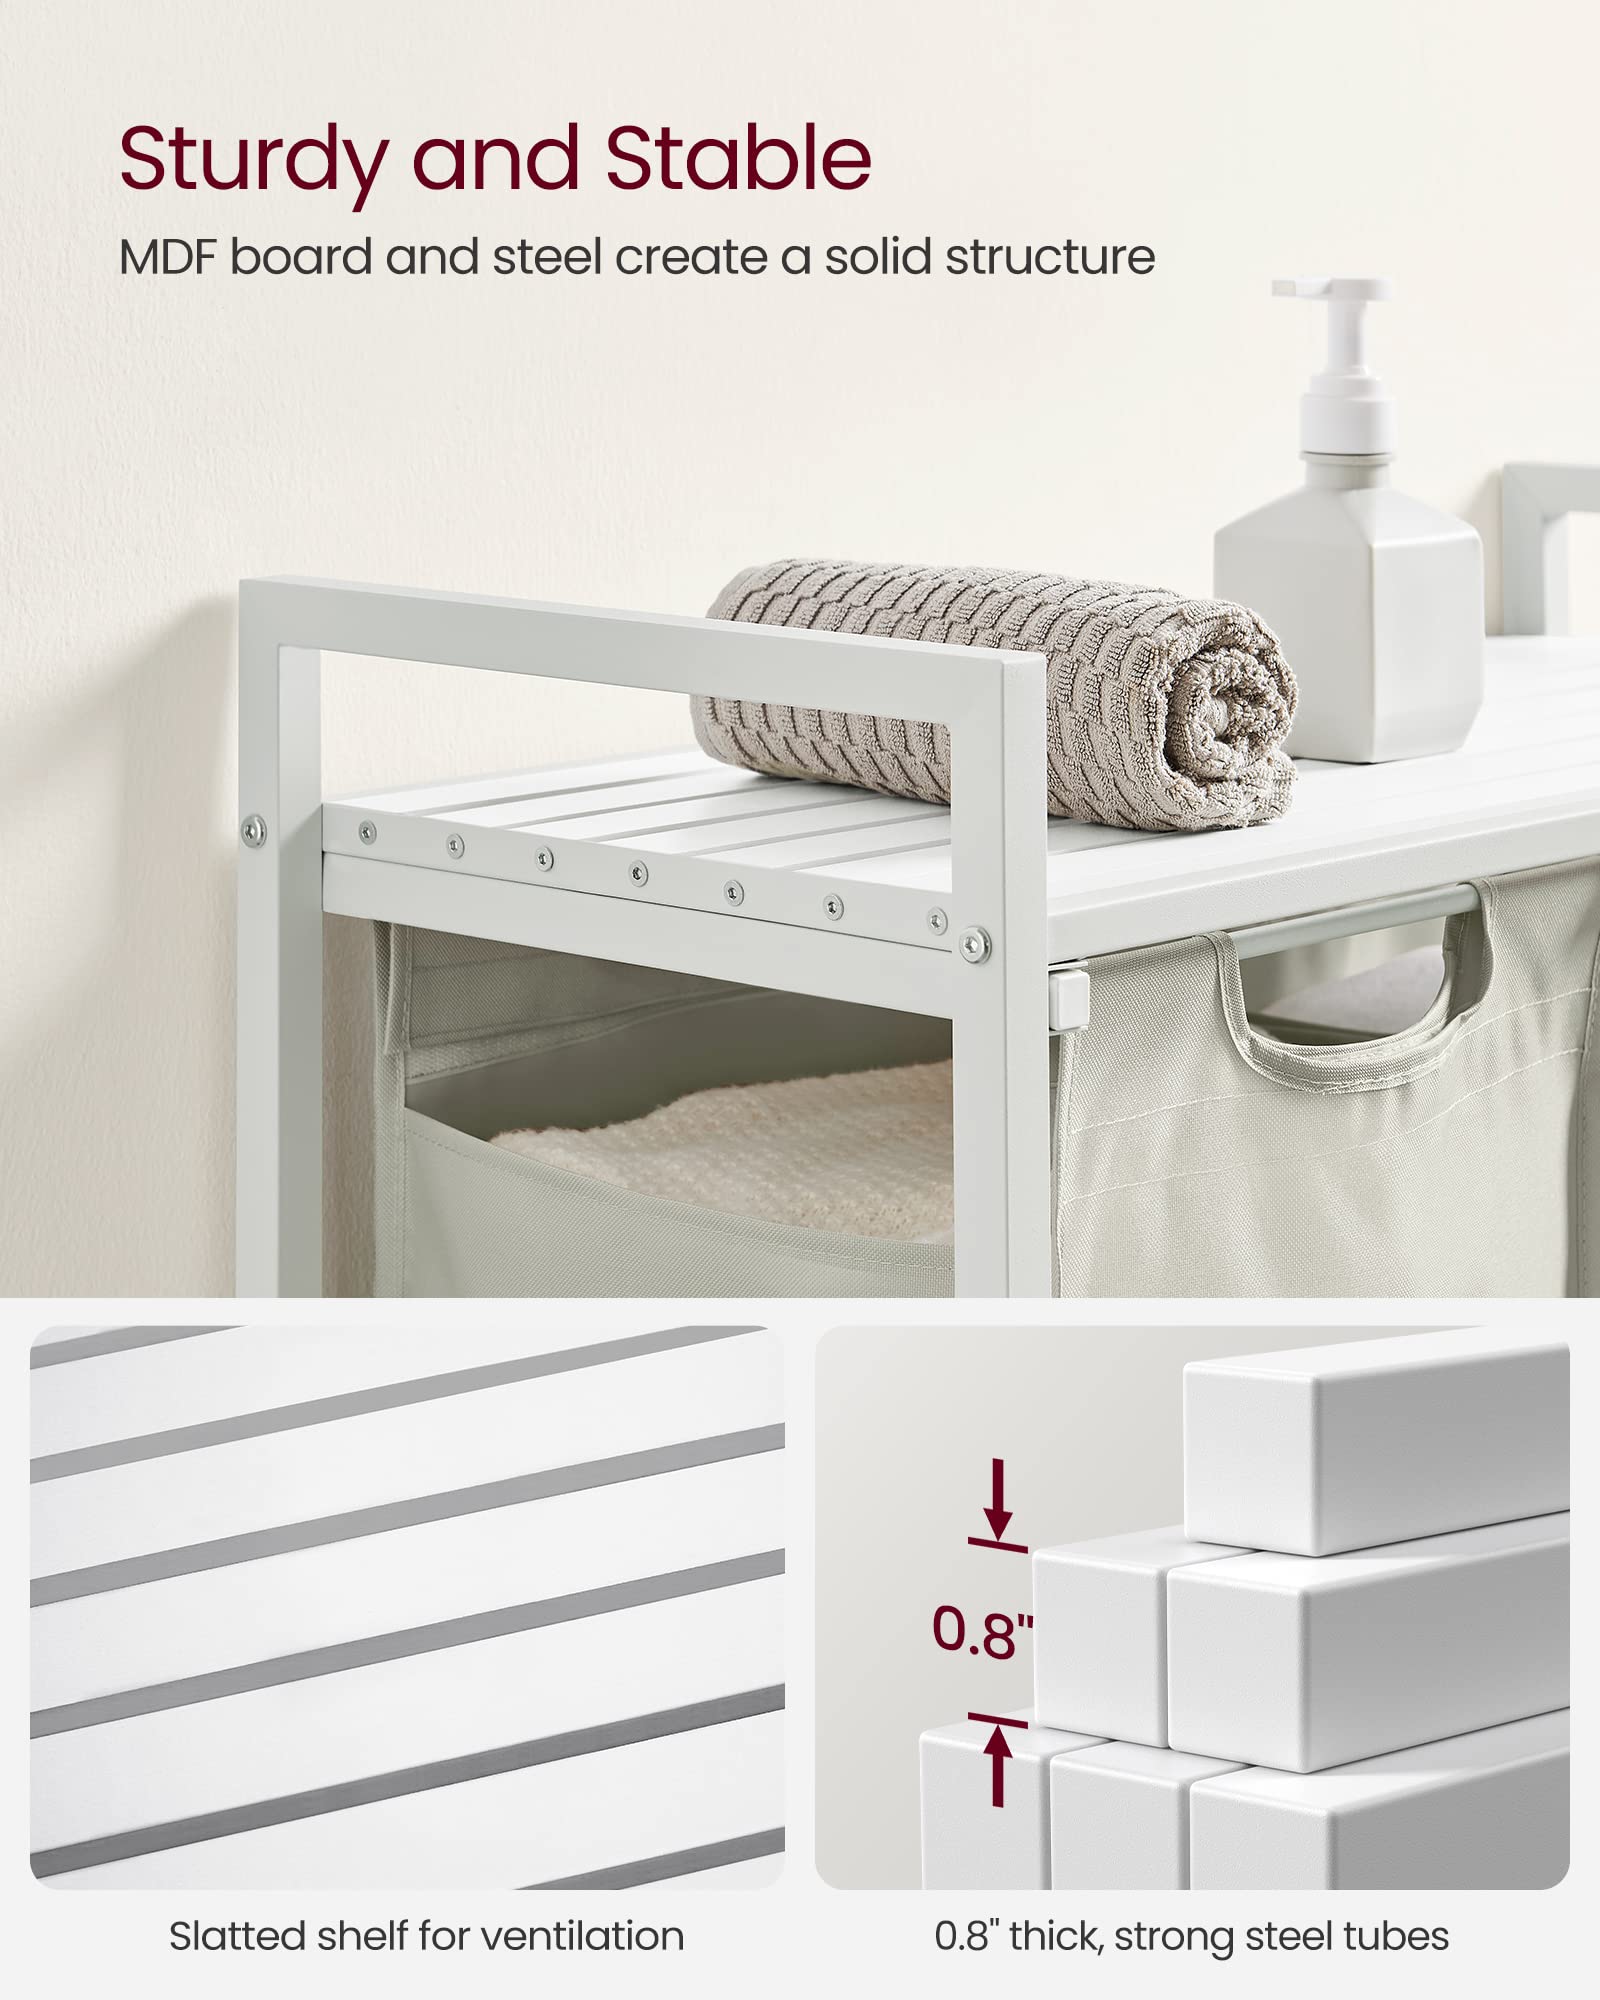 Sturdy and Stable
MDF board and steel create a solid structure
0.8"
Slatted shelf for ventilation
0.8" thick, strong steel tubes